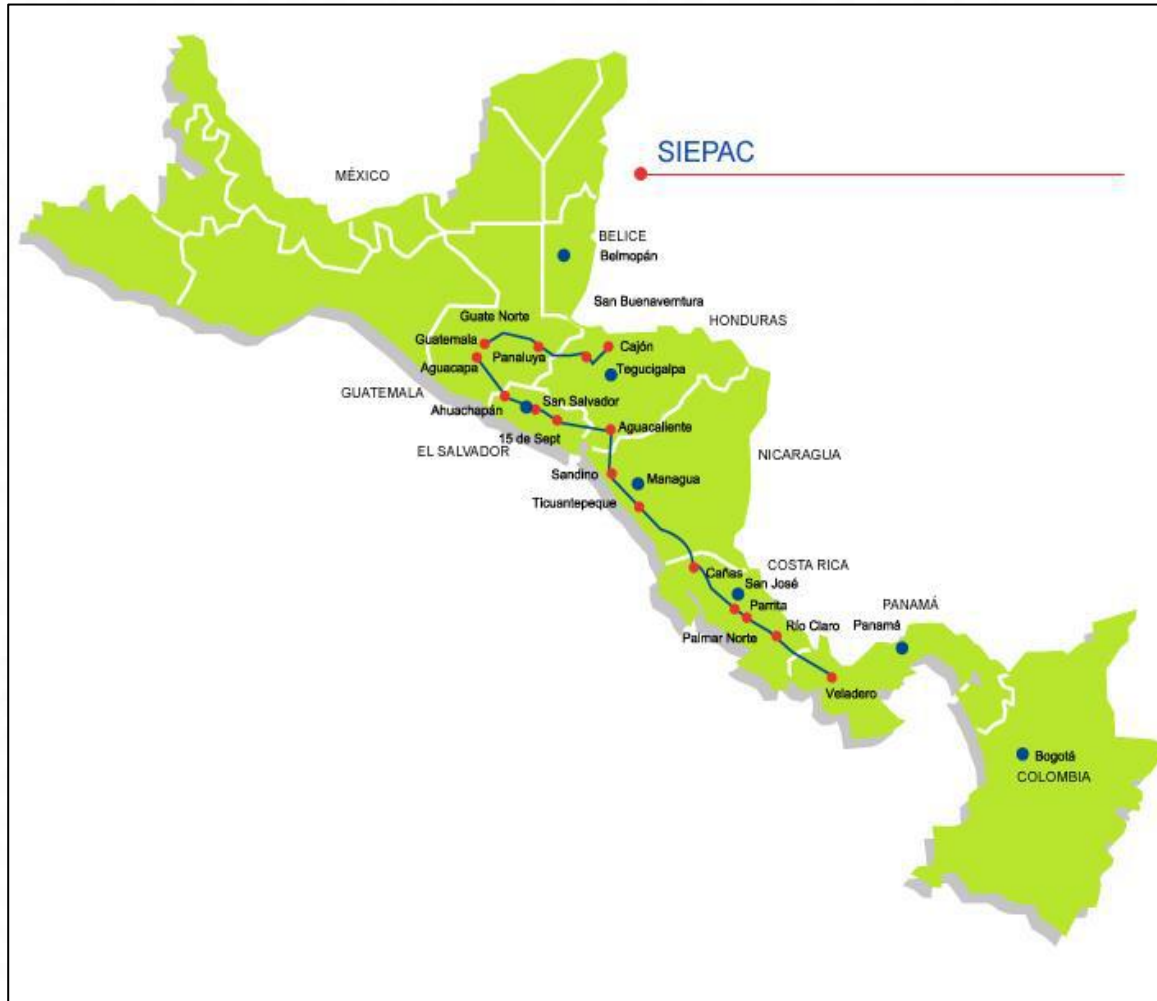 SIEPAC
MÉXICO
BELICE
Belmopán
San Buenaverntura
Guate Norte
HONDURAS
Guatemala
Panaluya
Cajón
Aguacapa
Tegucigalpa
GUATEMALA
Ahuachapán
San Salvador
15 de Sept
Aguacaliente
EL SALVADOR
NICARAGUA
Sandino
Managua
Ticuantepeque
COSTA RICA
Cañas
San José
Parrita
PANAMÁ
Río Claro
Panamá
Palmar Norte
Veladero
Bogotá
COLOMBIA